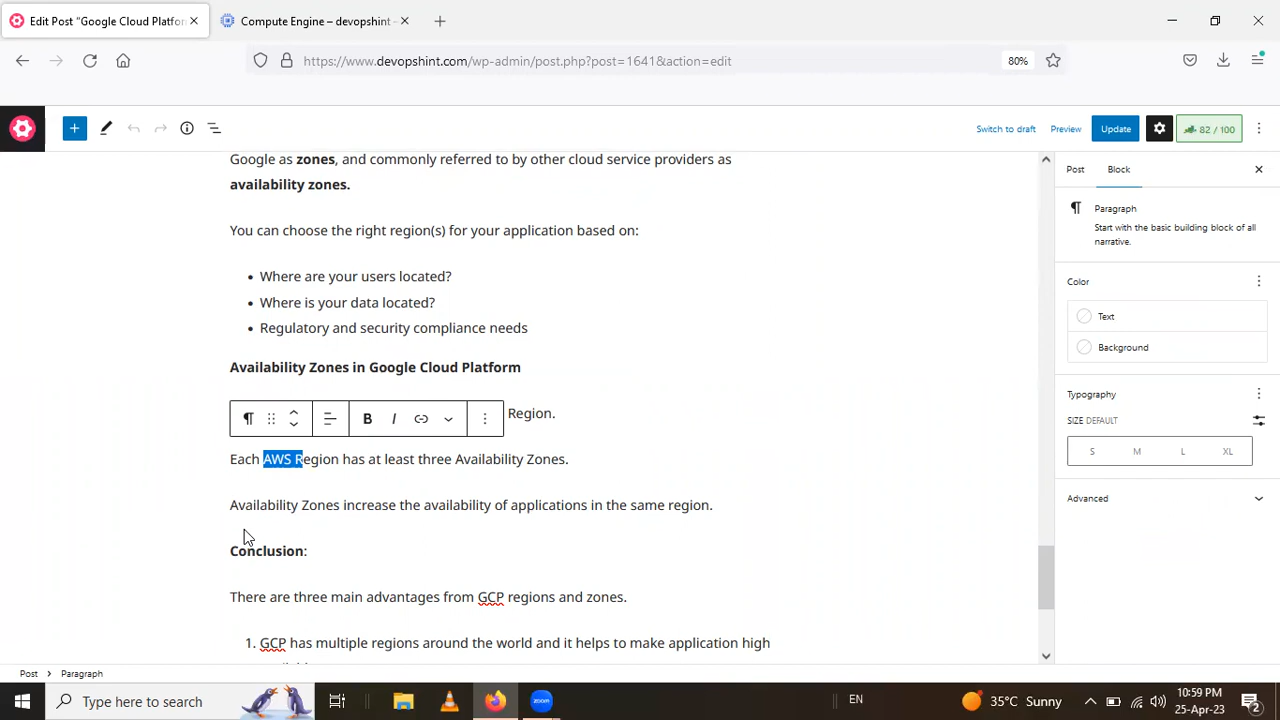 Edit Post “Google Cloud Platfor
Compute Engine – devopshint –
https://www.devopshint.com/wp-admin/post.php?post=1641&action=edit
80%
Switch to draft
Preview
Update
82 / 100
Google as zones, and commonly referred to by other cloud service providers as
availability zones.
You can choose the right region(s) for your application based on:
Where are your users located?
Where is your data located?
Regulatory and security compliance needs
Availability Zones in Google Cloud Platform
B I
Region.
Each AWS Region has at least three Availability Zones.
Availability Zones increase the availability of applications in the same region.
Conclusion:
There are three main advantages from GCP regions and zones.
1. GCP has multiple regions around the world and it helps to make application high
Post
Block
Paragraph
Start with the basic building block of all
narrative.
Color
Text
Background
Typography
SIZE DEFAULT
S M L XL
Advanced
Post
Paragraph
Type here to search
EN
35°C Sunny
10:59 PM
25-Apr-23
2